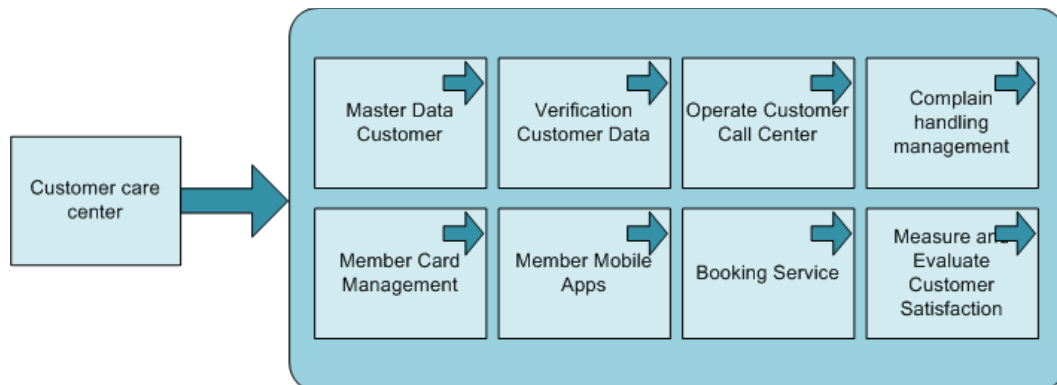 Customer care
center
Master Data
Customer
Verification
Customer Data
Operate Customer
Call Center
Complain
handling
management
Member Card
Management
Member Mobile
Apps
Booking Service
Measure and
Evaluate
Customer
Satisfaction